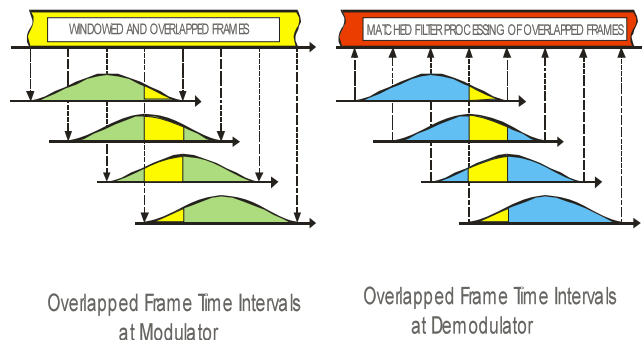 WINDOWED AND OVERLAPPED FRAMES
MATCHED FILTER PROCESSING OF OVERLAPPED FRAMES
Overlapped Frame Time Intervals
at Modulator
Overlapped Frame Time Intervals
at Demodulator